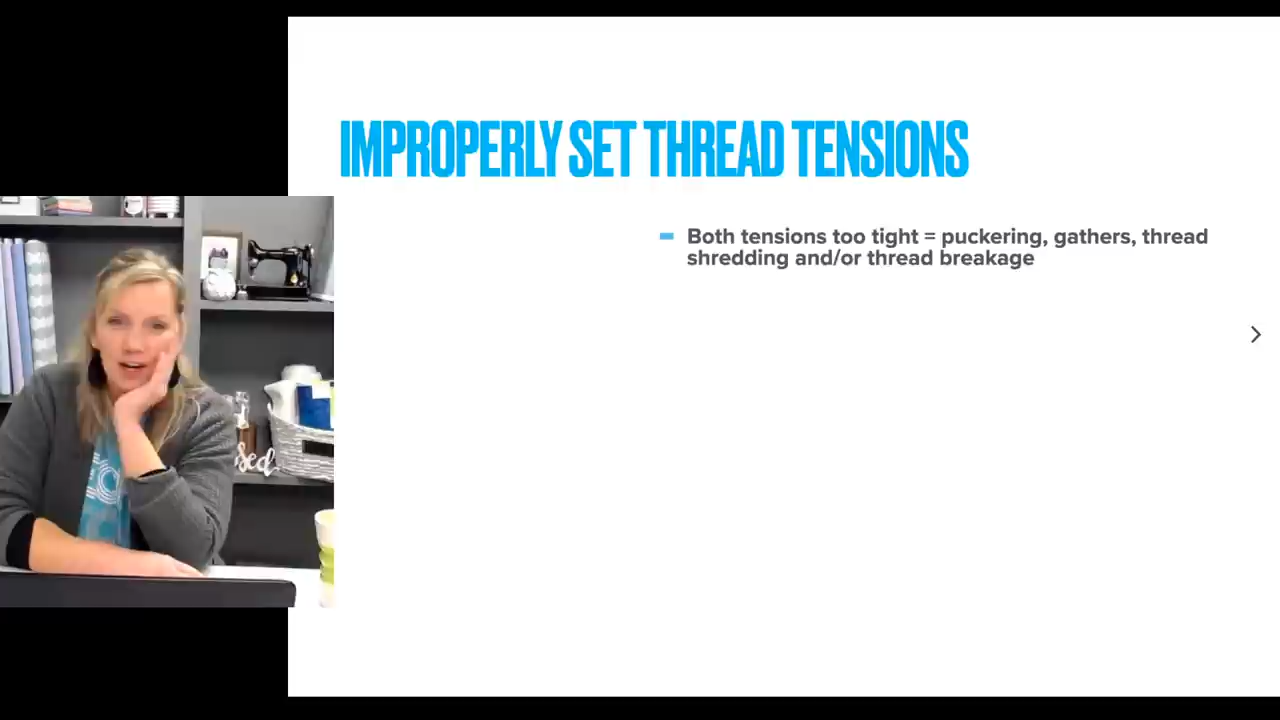 IMPROPERLY SET THREAD TENSIONS
Both tensions too tight = puckering, gathers, thread
shredding and/or thread breakage